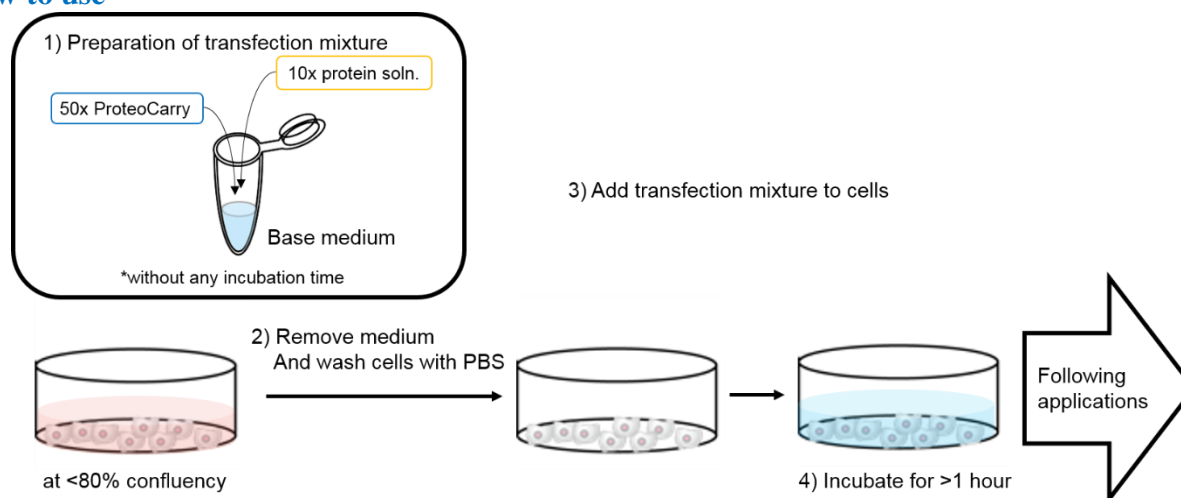 to use
1) Preparation of transfection mixture
10x protein soln.
50x ProteoCarry
Base medium
*without any incubation time
3) Add transfection mixture to cells
2) Remove medium
And wash cells with PBS
Following
applications
at <80% confluency
4) Incubate for >1 hour